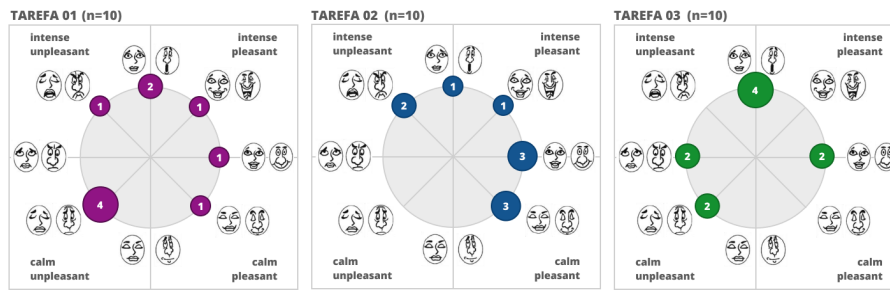 TAREFA 01 (n=10)
intense
unpleasant
intense
pleasant
2
1
1
1
4
1
calm
unpleasant
calm
pleasant
TAREFA 02 (n=10)
intense
unpleasant
intense
pleasant
1
2
1
3
3
calm
unpleasant
calm
pleasant
TAREFA 03 (n=10)
intense
unpleasant
intense
pleasant
4
2
2
2
calm
unpleasant
calm
pleasant